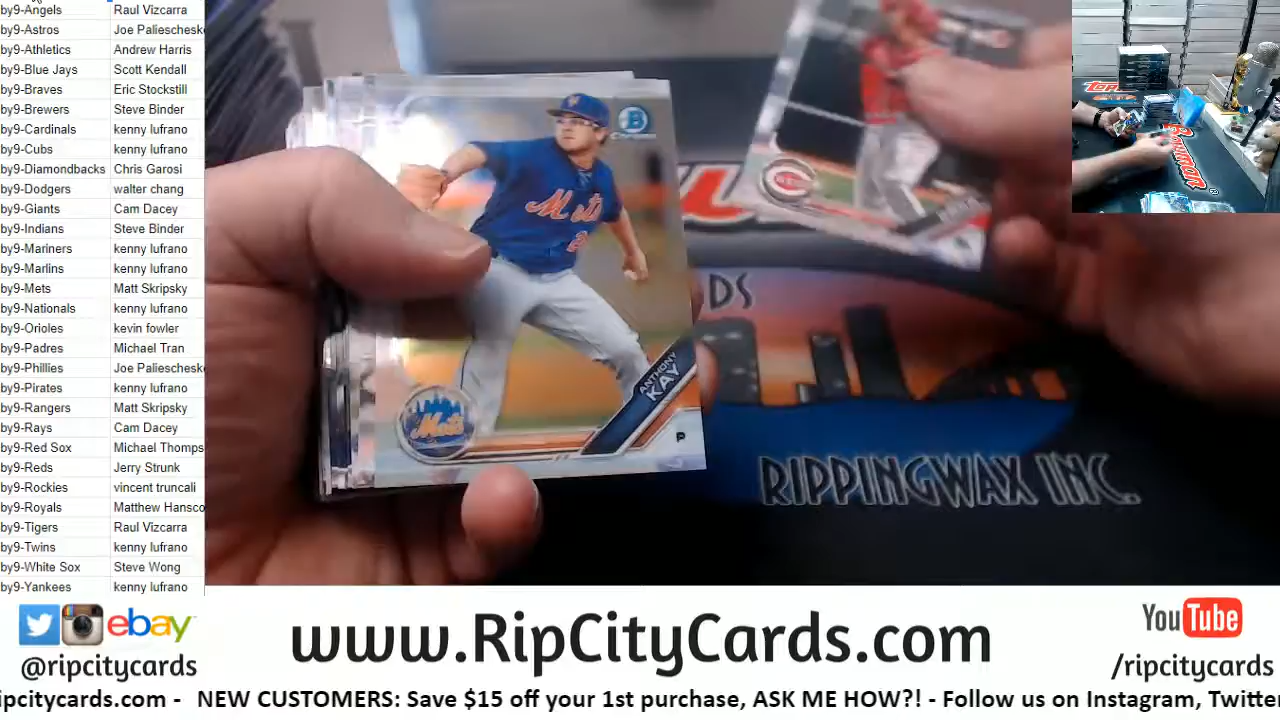 by9-Angels Raul Vizcarra
by9-Astros Joe Paliescheske
by9-Athletics Andrew Harris
by9-Blue Jays Scott Kendall
by9-Braves Eric Stockstill
by9-Brewers Steve Binder
by9-Cardinals kenny lufrano
by9-Cubs kenny lufrano
by9-Diamondbacks Chris Garosi
by9-Dodgers walter chang
by9-Giants Cam Dacey
by9-Indians Steve Binder
by9-Mariners kenny lufrano
by9-Marlins kenny lufrano
by9-Mets Matt Skripsky
by9-Nationals kenny lufrano
by9-Orioles kevin fowler
by9-Padres Michael Tran
by9-Phillies Joe Paliescheske
by9-Pirates kenny lufrano
by9-Rangers Matt Skripsky
by9-Rays Cam Dacey
by9-Red Sox Michael Thomps
by9-Reds Jerry Strunk
by9-Rockies vincent truncali
by9-Royals Matthew Hansco
by9-Tigers Raul Vizcarra
by9-Twins kenny lufrano
by9-White Sox Steve Wong
by9-Yankees kenny lufrano
B
Mets
ANTHONY
KAY
Mets
P
DS
RIPPINGWAX INC.
ebay
@ripcitycards
www.RipCityCards.com
YouTube
/ripcitycards
ipcitycards.com - NEW CUSTOMERS: Save $15 off your 1st purchase, ASK ME HOW?! - Follow us on Instagram, Twitte